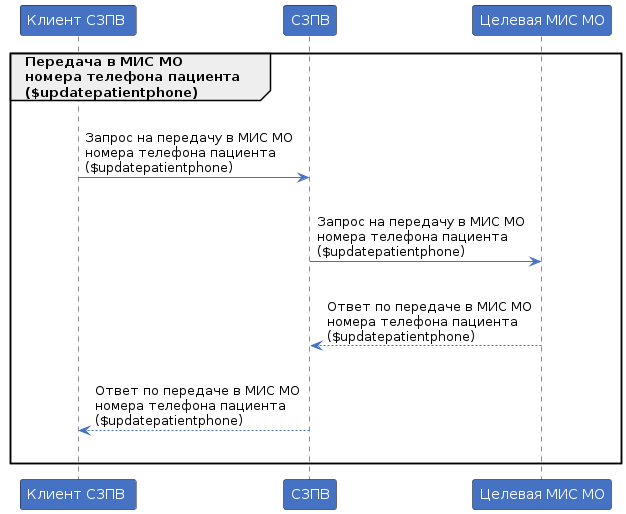 Клиент СЗПВ
СЗПВ
Целевая МИС МО
Передача в МИС МО
номера телефона пациента
($updatepatientphone)
Запрос на передачу в МИС МО
номера телефона пациента
($updatepatientphone)
Запрос на передачу в МИС МО
номера телефона пациента
($updatepatientphone)
Ответ по передаче в МИС МО
номера телефона пациента
($updatepatientphone)
Ответ по передаче в МИС МО
номера телефона пациента
($updatepatientphone)
Клиент СЗПВ
СЗПВ
Целевая МИС МО